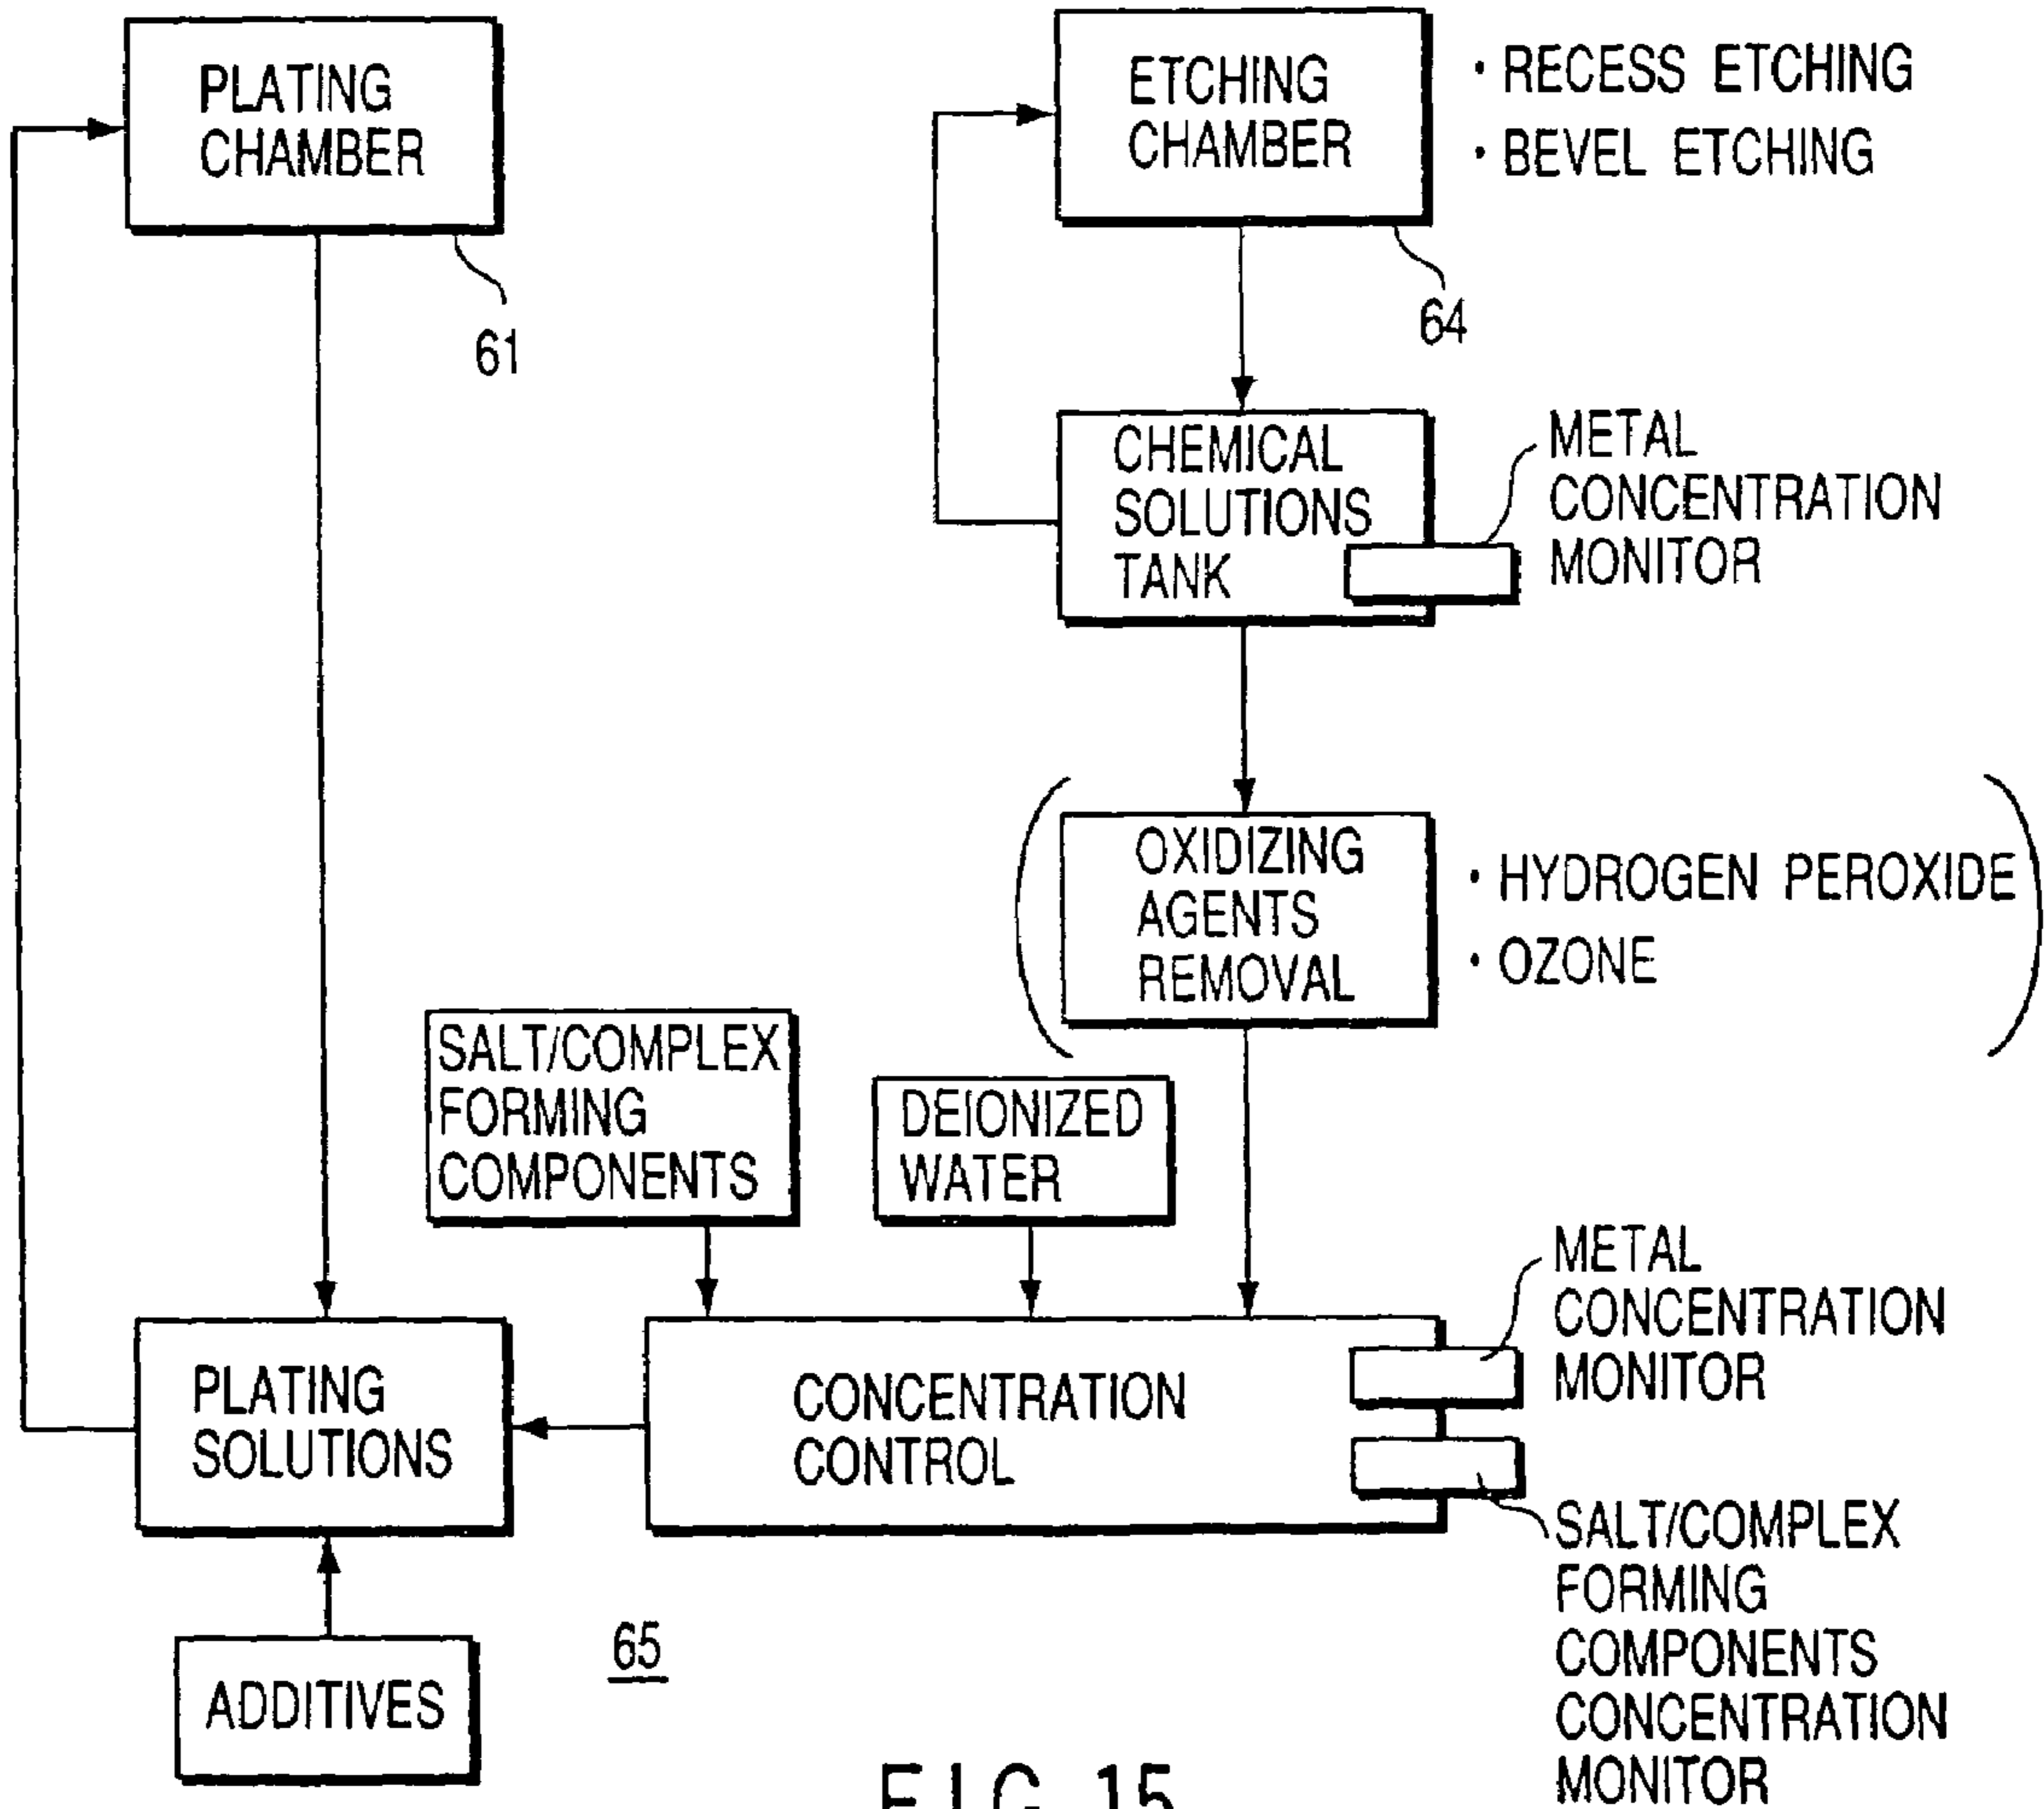 PLATING
CHAMBER
61
ETCHING
CHAMBER
· RECESS ETCHING
· BEVEL ETCHING
64
CHEMICAL
SOLUTIONS
TANK
METAL
CONCENTRATION
MONITOR
OXIDIZING
AGENTS
REMOVAL
· HYDROGEN PEROXIDE
· OZONE
SALT/COMPLEX
FORMING
COMPONENTS
DEIONIZED
WATER
METAL
CONCENTRATION
MONITOR
PLATING
SOLUTIONS
CONCENTRATION
CONTROL
SALT/COMPLEX
FORMING
COMPONENTS
CONCENTRATION
MONITOR
ADDITIVES
65
FIG. 15